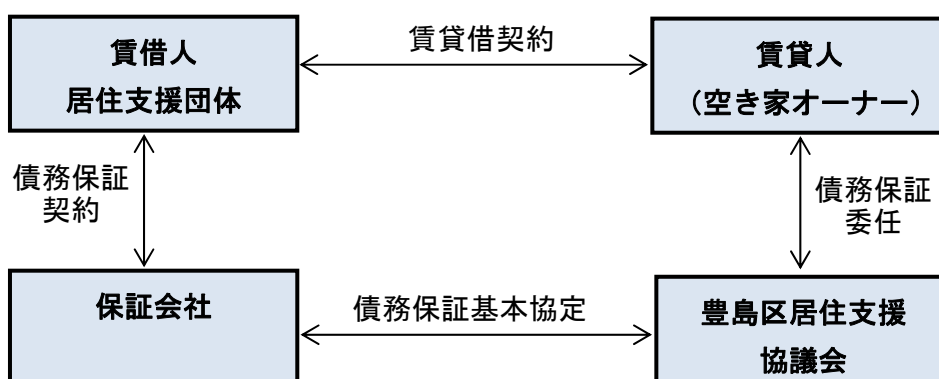 賃借人
居住支援団体
賃貸借契約
賃貸人
（空き家オーナー）
債務保証
契約
債務保証
委任
保証会社
債務保証基本協定
豊島区居住支援
協議会